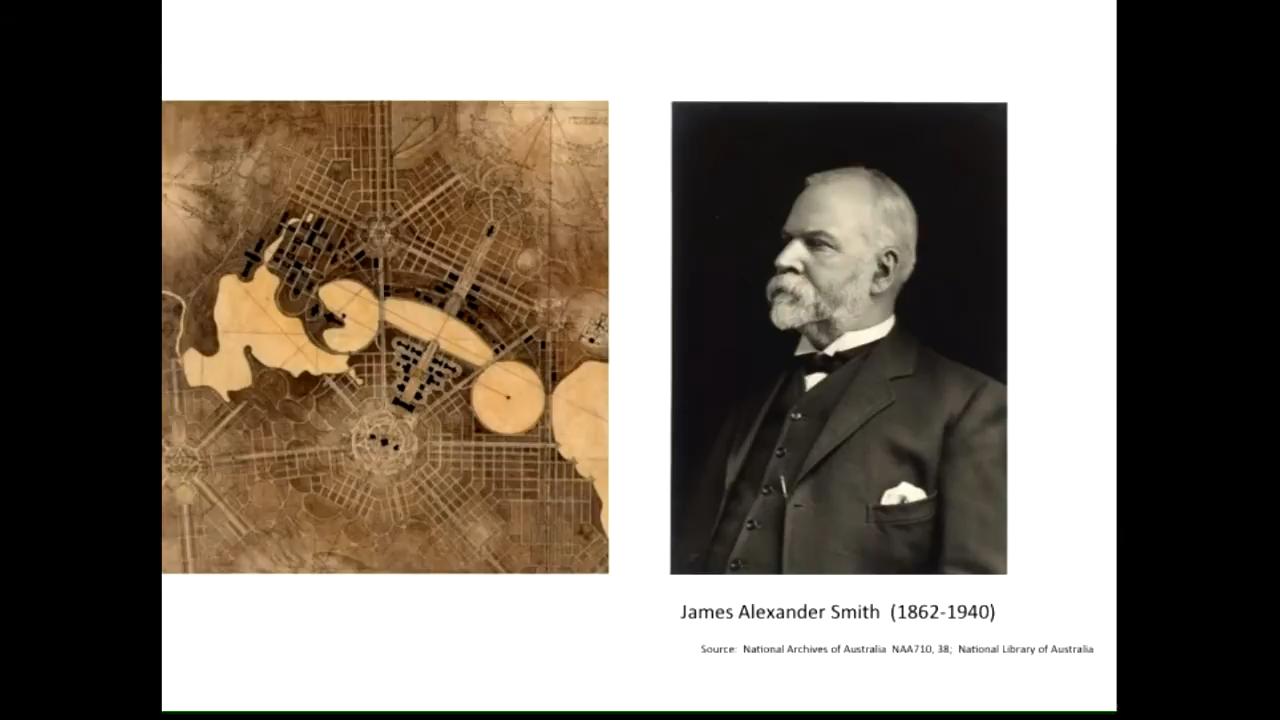 James Alexander Smith (1862-1940)
Source: National Archives of Australia NAA710, 38; National Library of Australia